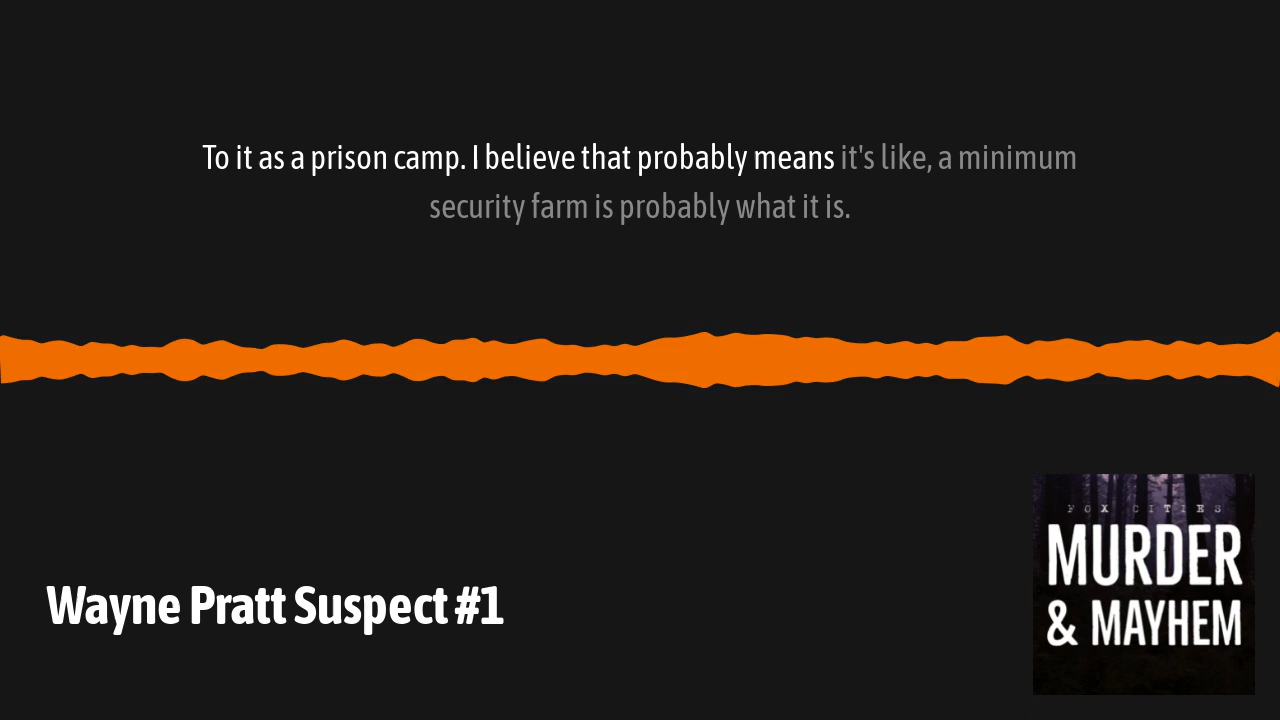 To it as a prison camp. I believe that probably means it's like, a minimum
security farm is probably what it is.
FOX CITIES
MURDER
& MAYHEM
Wayne Pratt Suspect #1